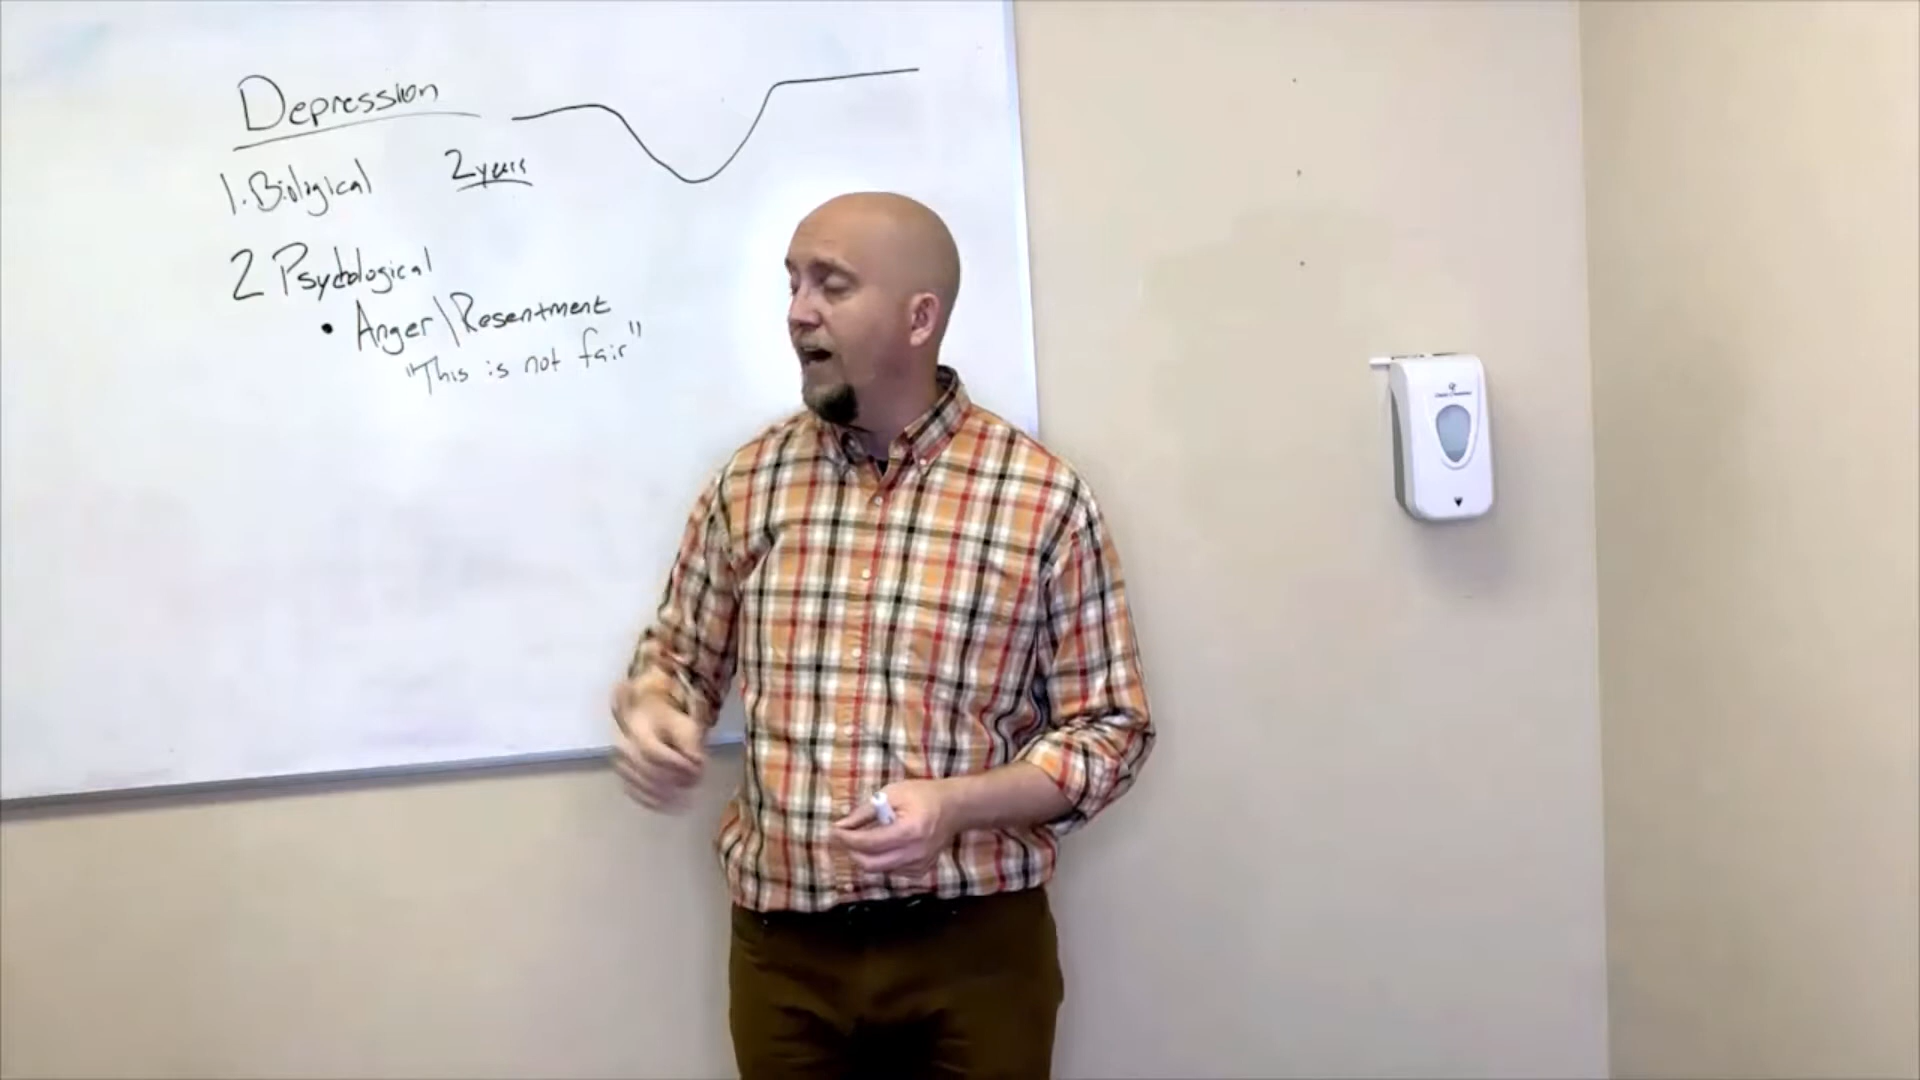 Depression
1. Biological 2 years
2 Psychological
• Anger\Resentment
"This is not fair"